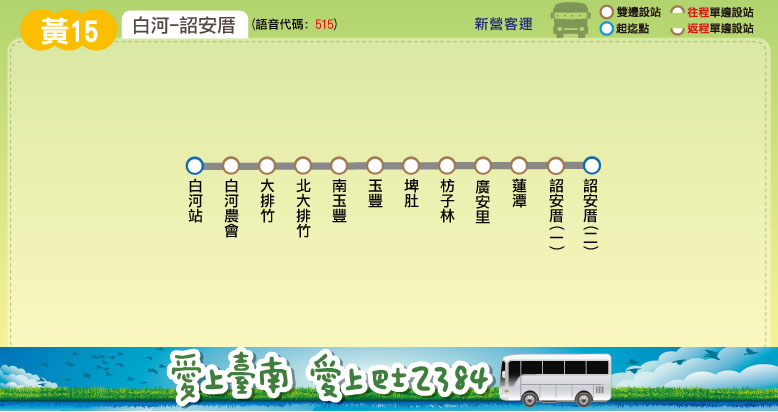 黃15
白河-詔安厝
(語音代碼: 515)
新營客運
雙邊設站
往程單邊設站
起迄點
返程單邊設站
白河站
白河農會
大排竹
北大排竹
南玉豐
玉豐
埤肚
枋子林
廣安里
蓮潭
詔安厝(一)
詔安厝(二)
愛上臺南 愛上巴士2384